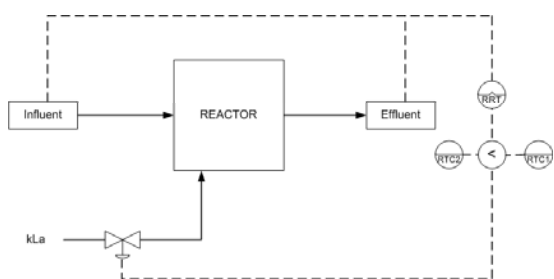 RRT
Influent
REACTOR
Effluent
RTC2
<
RTC1
kLa